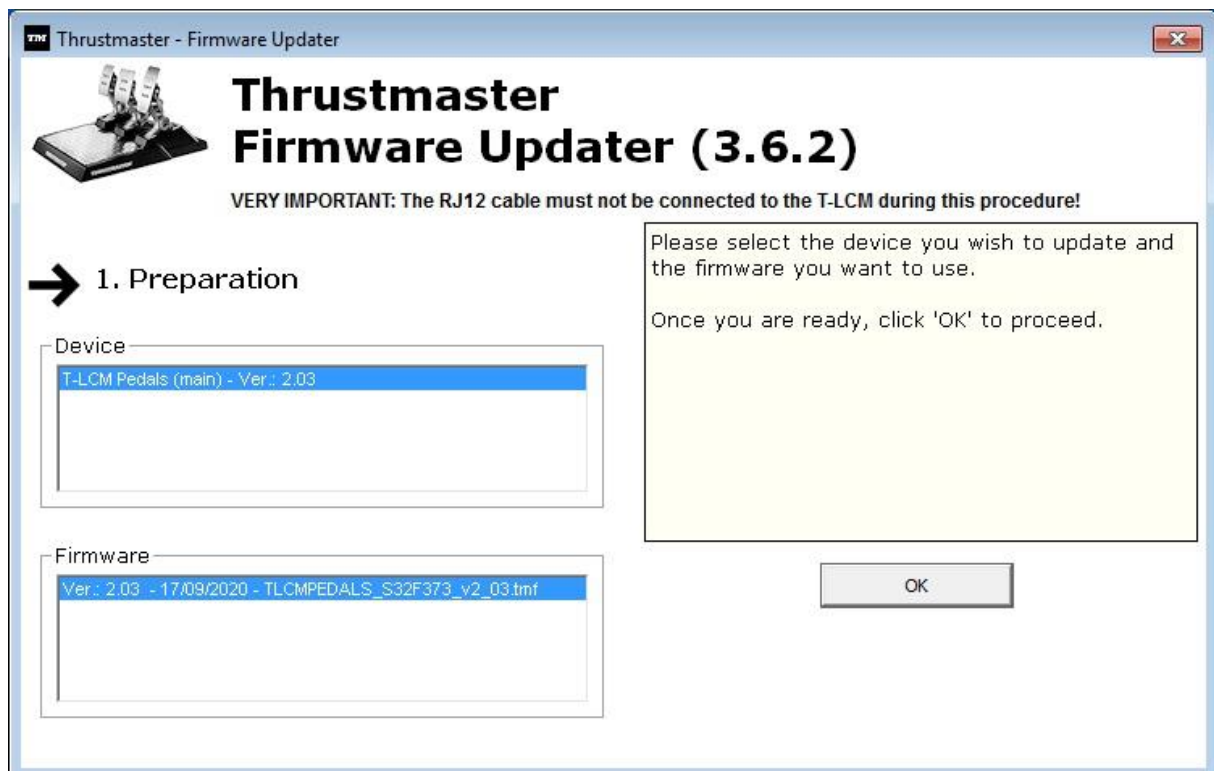 TM Thrustmaster - Firmware Updater
Thrustmaster
Firmware Updater (3.6.2)
VERY IMPORTANT: The RJ12 cable must not be connected to the T-LCM during this procedure!
1. Preparation
Device
T-LCM Pedals (main) - Ver.: 2.03
Firmware
Ver.: 2.03 - 17/09/2020 - TLCMPEDALS_S32F373_v2_03.tmf
Please select the device you wish to update and
the firmware you want to use.
Once you are ready, click 'OK' to proceed.
OK